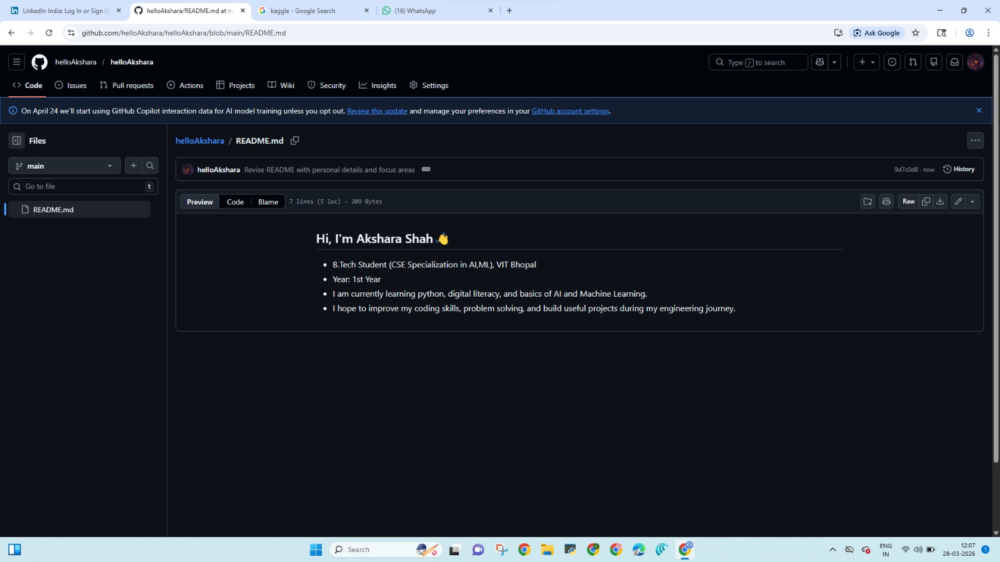 LinkedIn India: Log In or Sign U
helloAkshara/README.md at m
kaggle - Google Search
(16) WhatsApp
github.com/helloAkshara/helloAkshara/blob/main/README.md
Ask Google
helloAkshara / helloAkshara
Type / to search
Code
Issues
Pull requests
Actions
Projects
Wiki
Security
Insights
Settings
On April 24 we'll start using GitHub Copilot interaction data for AI model training unless you opt out. Review this update and manage your preferences in your GitHub account settings.
Files
helloAkshara / README.md
main
helloAkshara Revise README with personal details and focus areas
9d7c0d8 · now
History
Go to file
t
Preview
Code
Blame
7 lines (5 loc) · 309 Bytes
Raw
README.md
Hi, I'm Akshara Shah 👋
• B.Tech Student (CSE Specialization in AI,ML), VIT Bhopal
• Year: 1st Year
• I am currently learning python, digital literacy, and basics of AI and Machine Learning.
• I hope to improve my coding skills, problem solving, and build useful projects during my engineering journey.
Search
ENG
IN
12:07
28-03-2026
1